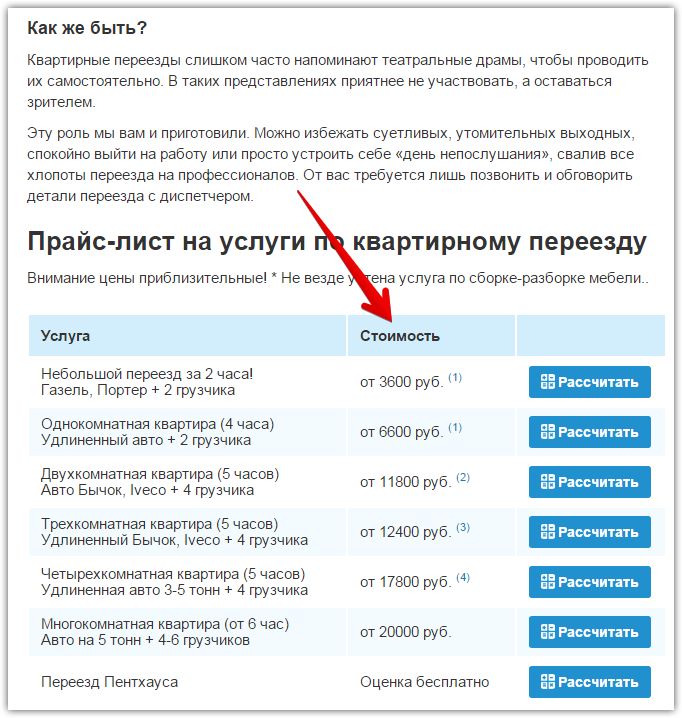 Как же быть?
Квартирные переезды слишком часто напоминают театральные драмы, чтобы проводить
их самостоятельно. В таких представлениях приятнее не участвовать, а оставаться
зрителем.
Эту роль мы вам и приготовили. Можно избежать суетливых, утомительных выходных,
спокойно выйти на работу или просто устроить себе «день непослушания», свалив все
хлопоты переезда на профессионалов. От вас требуется лишь позвонить и обговорить
детали переезда с диспетчером.
Прайс-лист на услуги по квартирному переезду
Внимание цены приблизительные! * Не везде учтена услуга по сборке-разборке мебели..
Услуга Стоимость
Небольшой переезд за 2 часа!
Газель, Портер + 2 грузчика
от 3600 руб. (1) Рассчитать
Однокомнатная квартира (4 часа)
Удлиненный авто + 2 грузчика
от 6600 руб. (1) Рассчитать
Двухкомнатная квартира (5 часов)
Авто Бычок, Iveco + 4 грузчика
от 11800 руб. (2) Рассчитать
Трехкомнатная квартира (5 часов)
Удлиненный Бычок, Iveco + 4 грузчика
от 12400 руб. (3) Рассчитать
Четырехкомнатная квартира (5 часов)
Удлиненная авто 3-5 тонн + 4 грузчика
от 17800 руб. (4) Рассчитать
Многокомнатная квартира (от 6 час)
Авто на 5 тонн + 4-6 грузчиков
от 20000 руб. Рассчитать
Переезд Пентхауса Оценка бесплатно Рассчитать